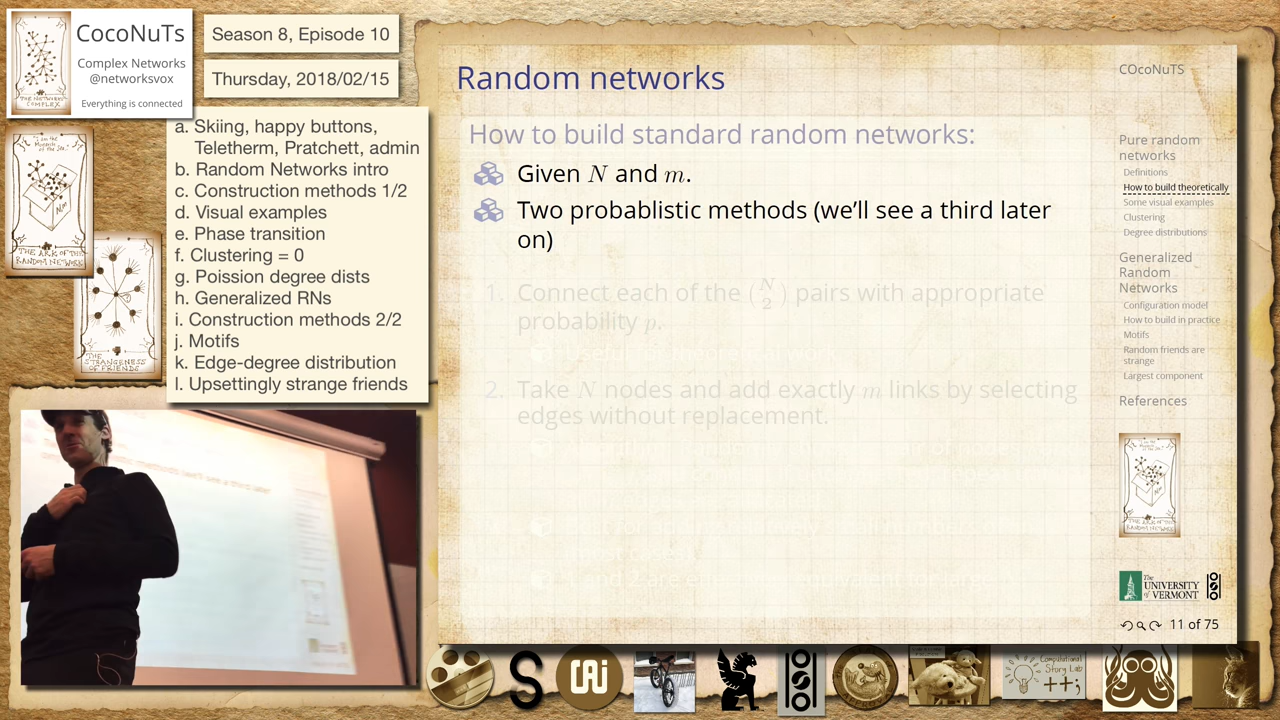 CocoNuTs
Complex Networks
@networksvox
Everything is connected
Season 8, Episode 10
Thursday, 2018/02/15
a. Skiing, happy buttons,
Teletherm, Pratchett, admin
b. Random Networks intro
c. Construction methods 1/2
d. Visual examples
e. Phase transition
f. Clustering = 0
g. Poission degree dists
h. Generalized RNs
i. Construction methods 2/2
j. Motifs
k. Edge-degree distribution
l. Upsettingly strange friends
Random networks
How to build standard random networks:
Given N and m.
Two probablistic methods (we'll see a third later
on)
1. Connect each of the (N 2) pairs with appropriate
probability p.
2. Take N nodes and add exactly m links by selecting
edges without replacement.
COcoNuTS
Pure random
networks
Definitions
How to build theoretically
Some visual examples
Clustering
Degree distributions
Generalized
Random
Networks
Configuration model
How to build in practice
Motifs
Random friends are
strange
Largest component
References
The
UNIVERSITY
of VERMONT
11 of 75
Computational
Story Lab
++;